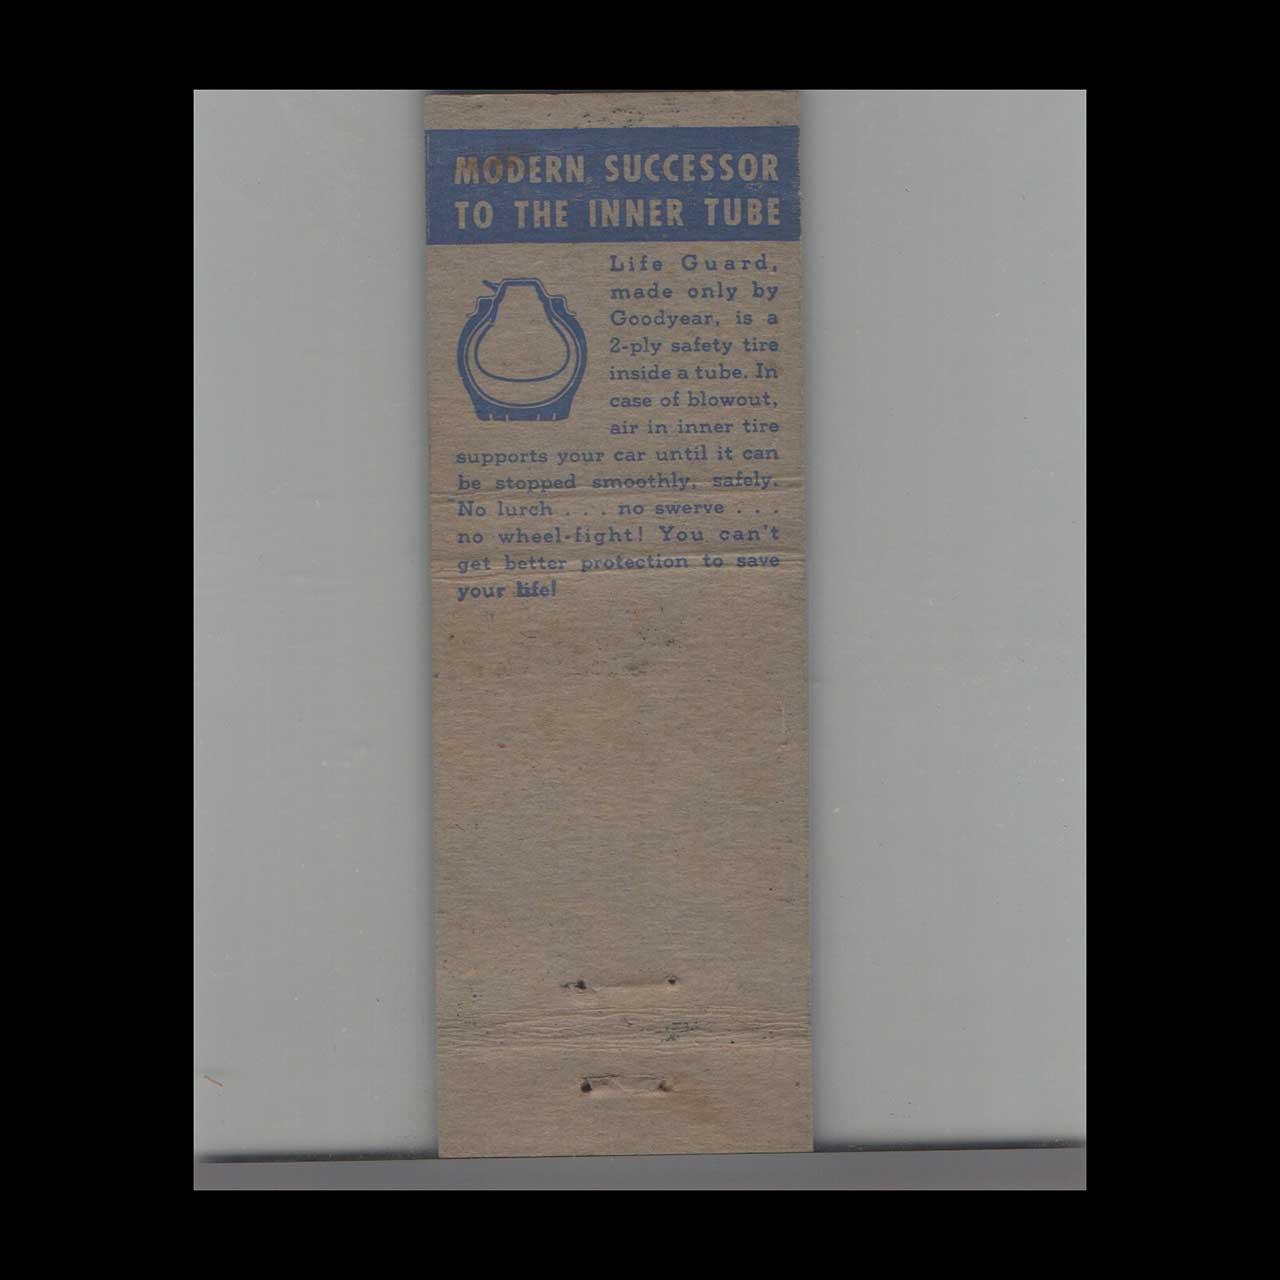 MODERN SUCCESSOR
TO THE INNER TUBE
Life Guard,
made only by
Goodyear, is a
2-ply safety tire
inside a tube. In
case of blowout,
air in inner tire
supports your car until it can
be stopped smoothly, safely.
No lurch . . . no swerve . . .
no wheel-fight! You can't
get better protection to save
your life!